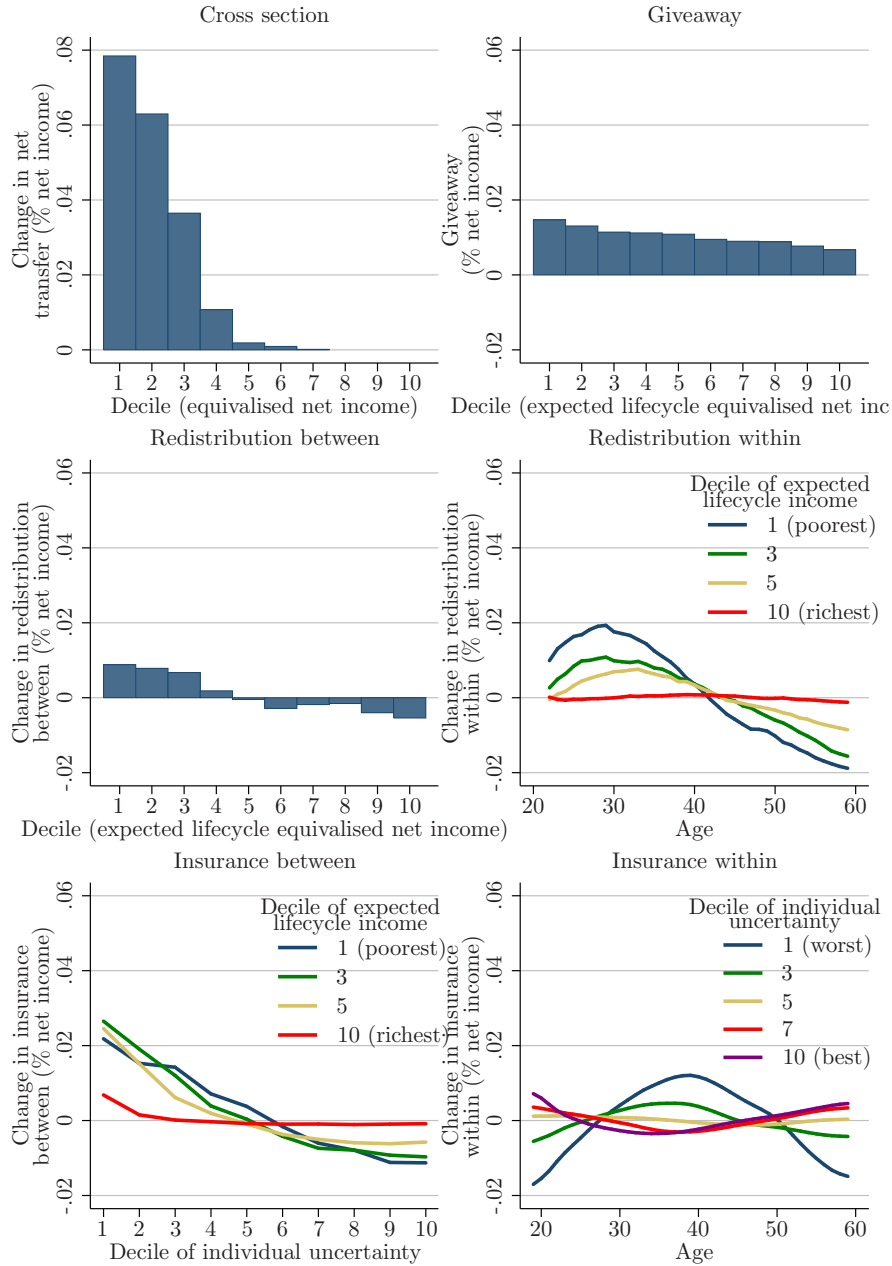 Cross section
Change in net
transfer (% net income)
.08
.06
.04
.02
0
1 2 3 4 5 6 7 8 9 10
Decile (equivalised net income)
Giveaway
Giveaway
(% net income)
.06
.04
.02
0
-.02
1 2 3 4 5 6 7 8 9 10
Decile (expected lifecycle equivalised net inc
Redistribution between
Change in redistribution
between (% net income)
.06
.04
.02
0
-.02
1 2 3 4 5 6 7 8 9 10
Decile (expected lifecycle equivalised net income)
Redistribution within
Change in redistribution
within (% net income)
.06
.04
.02
0
-.02
Decile of expected
lifecycle income
1 (poorest)
3
5
10 (richest)
20 30 40 50 60
Age
Insurance between
Change in insurance
between (% net income)
.06
.04
.02
0
-.02
Decile of expected
lifecycle income
1 (poorest)
3
5
10 (richest)
1 2 3 4 5 6 7 8 9 10
Decile of individual uncertainty
Insurance within
Change in insurance
within (% net income)
.06
.04
.02
0
-.02
Decile of individual
uncertainty
1 (worst)
3
5
7
10 (best)
20 30 40 50 60
Age